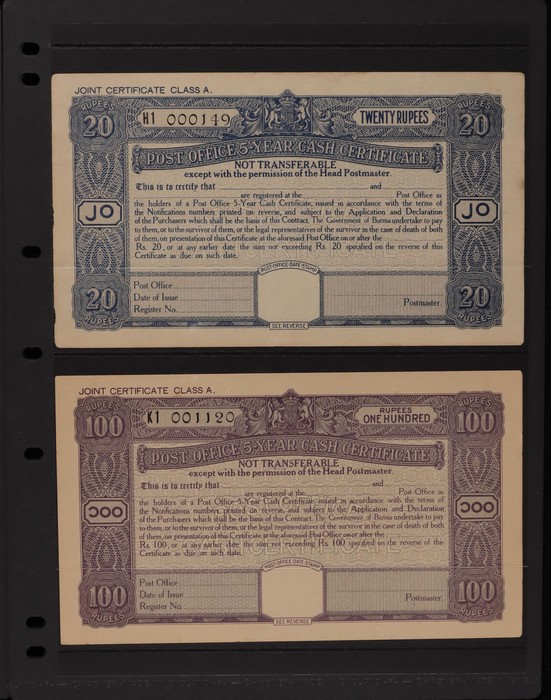 JOINT CERTIFICATE CLASS A.
RUPEES 20
H1 000149
TWENTY RUPEES
RUPEES 20
POST OFFICE 5-YEAR CASH CERTIFICATE
NOT TRANSFERABLE
except with the permission of the Head Postmaster.
This is to certify that and
are registered at the Post Office as
the holders of a Post Office 5-Year Cash Certificate, issued in accordance with the terms of
the Notifications numbers printed on reverse, and subject to the Application and Declaration
of the Purchasers which shall be the basis of this Contract. The Government of Burma undertake to pay
to them, or to the survivor of them, or the legal representatives of the survivor in the case of death of both
of them, on presentation of this Certificate at the aforesaid Post Office on or after the
Rs. 20, or at any earlier date the sum not exceeding Rs. 20 specified on the reverse of this
Certificate as due on such date.
JO
JO
POST-OFFICE-DATE-STAMP
Post Office
Date of Issue
Register No.
Postmaster.
20 RUPEES
20 RUPEES
SEE REVERSE
JOINT CERTIFICATE CLASS A.
RUPEES 100
K1 001120
RUPEES
ONE HUNDRED
RUPEES 100
POST OFFICE 5-YEAR CASH CERTIFICATE
NOT TRANSFERABLE
except with the permission of the Head Postmaster.
This is to certify that and
are registered at the Post Office as
the holders of a Post Office 5-Year Cash Certificate, issued in accordance with the terms of
the Notifications numbers printed on reverse, and subject to the Application and Declaration
of the Purchasers which shall be the basis of this Contract. The Government of Burma undertake to pay
to them, or to the survivor of them, or the legal representatives of the survivor in the case of death of both
of them, on presentation of this Certificate at the aforesaid Post Office on or after the
Rs. 100, or at any earlier date the sum not exceeding Rs. 100 specified on the reverse of this
Certificate as due on such date.
၁၀၀
၁၀၀
POST-OFFICE-DATE-STAMP
Post Office
Date of Issue
Register No.
Postmaster.
100 RUPEES
100 RUPEES
SEE REVERSE